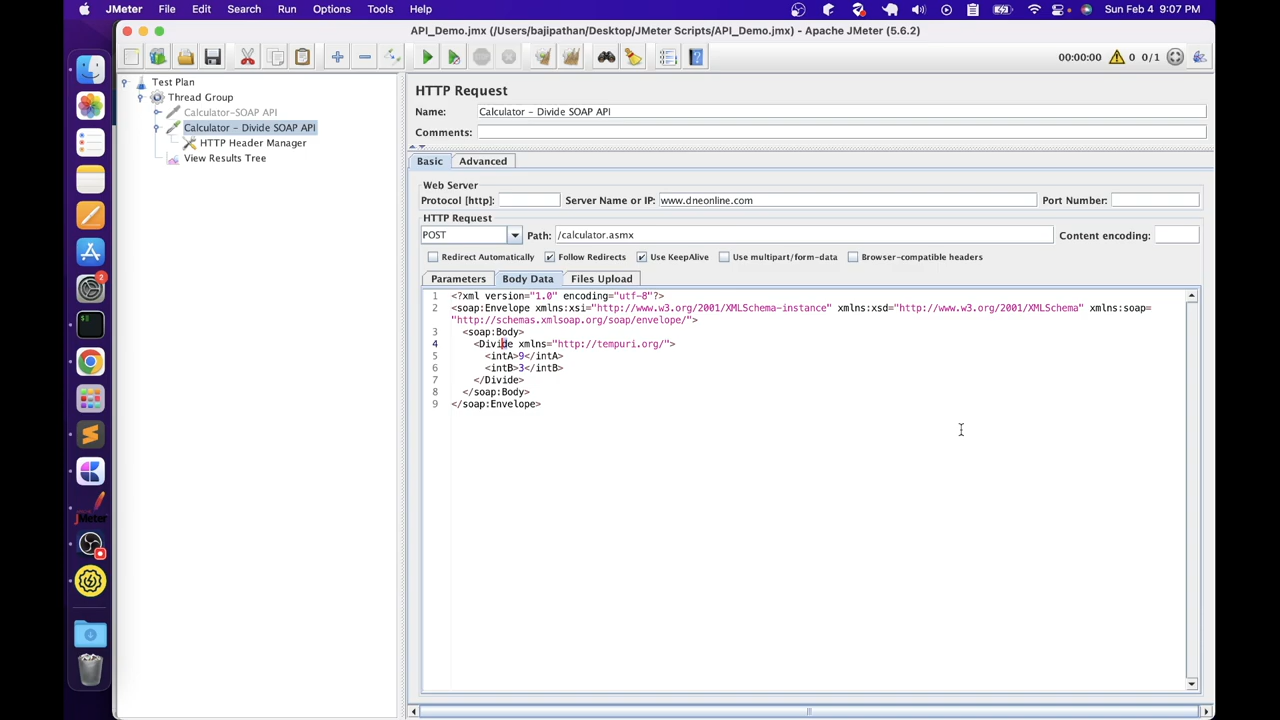 JMeter File Edit Search Run Options Tools Help Sun Feb 4 9:07 PM
API_Demo.jmx (/Users/bajipathan/Desktop/JMeter Scripts/API_Demo.jmx) - Apache JMeter (5.6.2)
00:00:00 0 0/1
Test Plan
Thread Group
Calculator-SOAP API
Calculator - Divide SOAP API
HTTP Header Manager
View Results Tree
HTTP Request
Name: Calculator - Divide SOAP API
Comments:
Basic Advanced
Web Server
Protocol [http]: Server Name or IP: www.dneonline.com Port Number:
HTTP Request
POST Path: /calculator.asmx Content encoding:
Redirect Automatically Follow Redirects Use KeepAlive Use multipart/form-data Browser-compatible headers
Parameters Body Data Files Upload
1 <?xml version="1.0" encoding="utf-8"?>
2 <soap:Envelope xmlns:xsi="http://www.w3.org/2001/XMLSchema-instance" xmlns:xsd="http://www.w3.org/2001/XMLSchema" xmlns:soap=
"http://schemas.xmlsoap.org/soap/envelope/">
3 <soap:Body>
4 <Divide xmlns="http://tempuri.org/">
5 <intA>9</intA>
6 <intB>3</intB>
7 </Divide>
8 </soap:Body>
9 </soap:Envelope>
2
JMeter